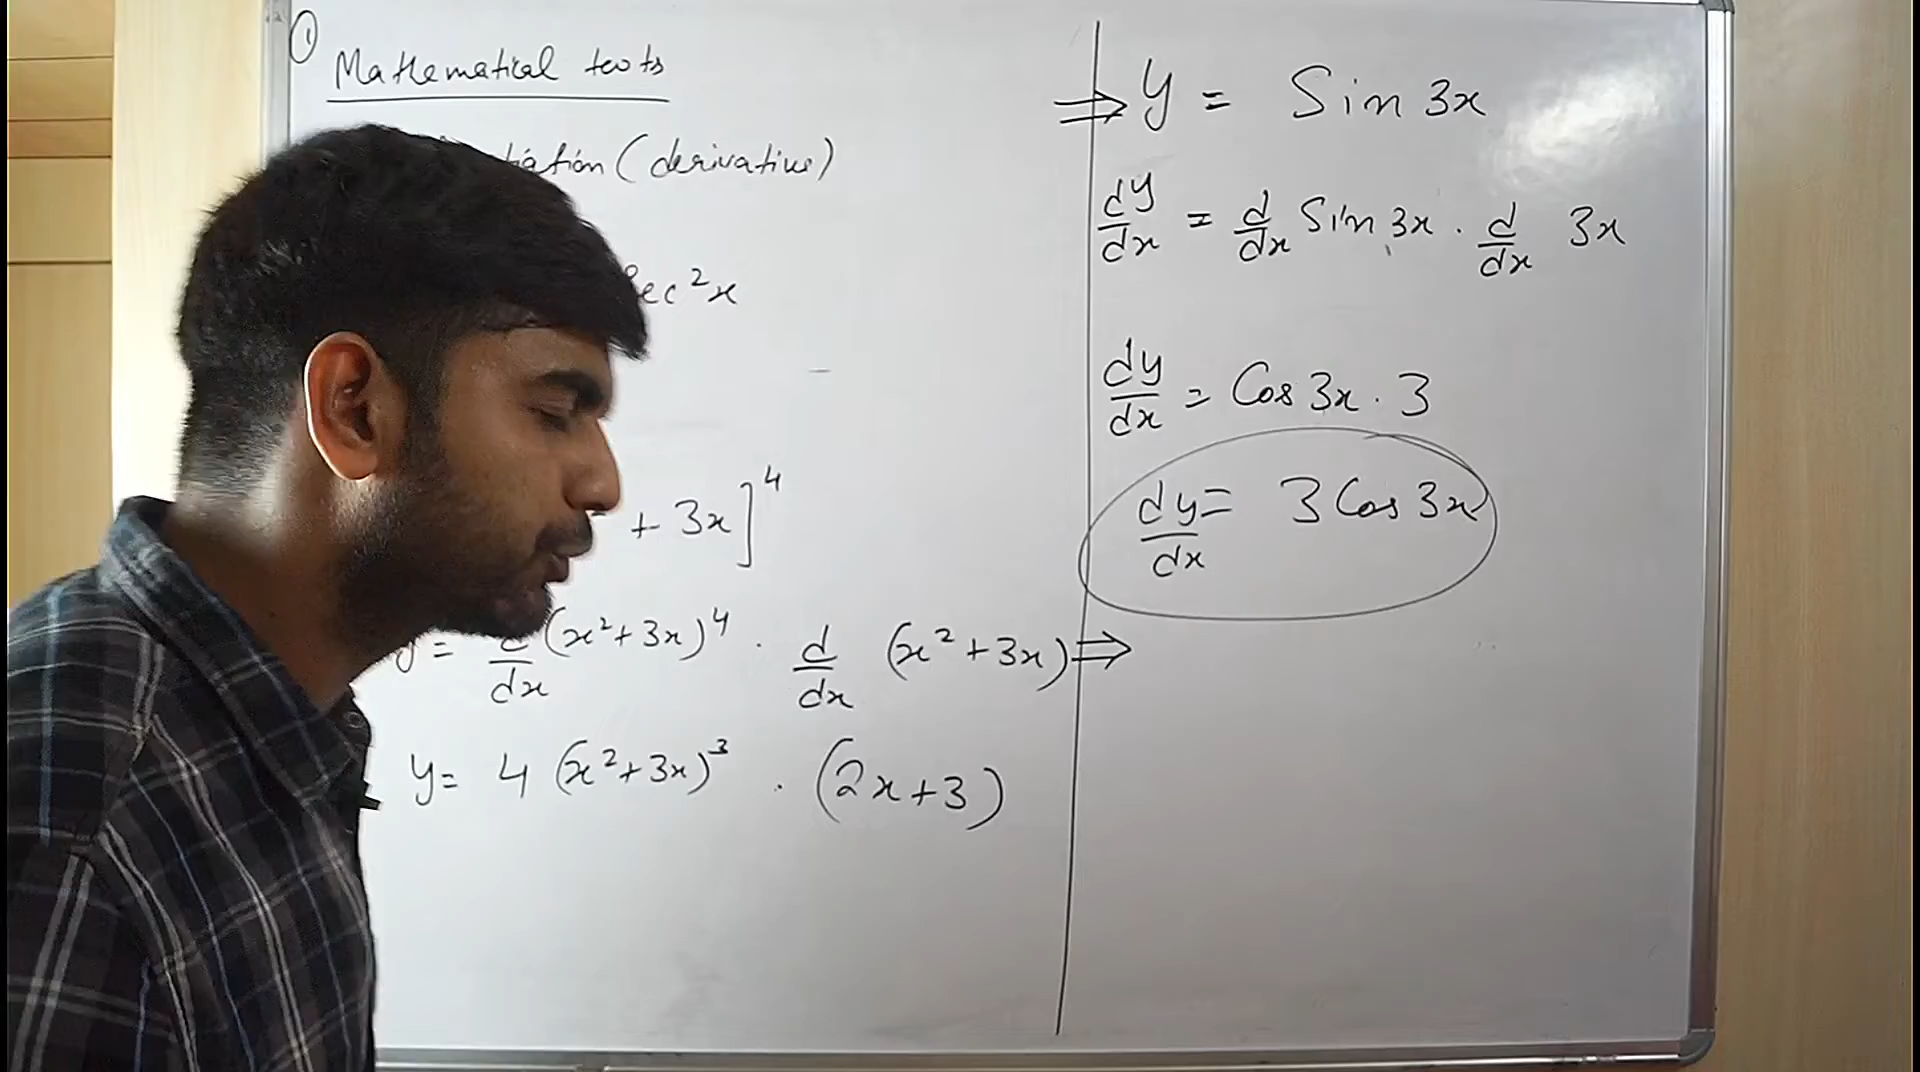 ①
Mathematical tools
(derivative)
sec²x
+ 3x]⁴
y = d/dx (x²+3x)⁴ . d/dx (x²+3x)
y = 4 (x²+3x)³ . (2x+3)
⇒ y = Sin 3x
dy/dx = d/dx Sin 3x . d/dx 3x
dy/dx = Cos 3x . 3
dy/dx = 3 Cos 3x
⇒